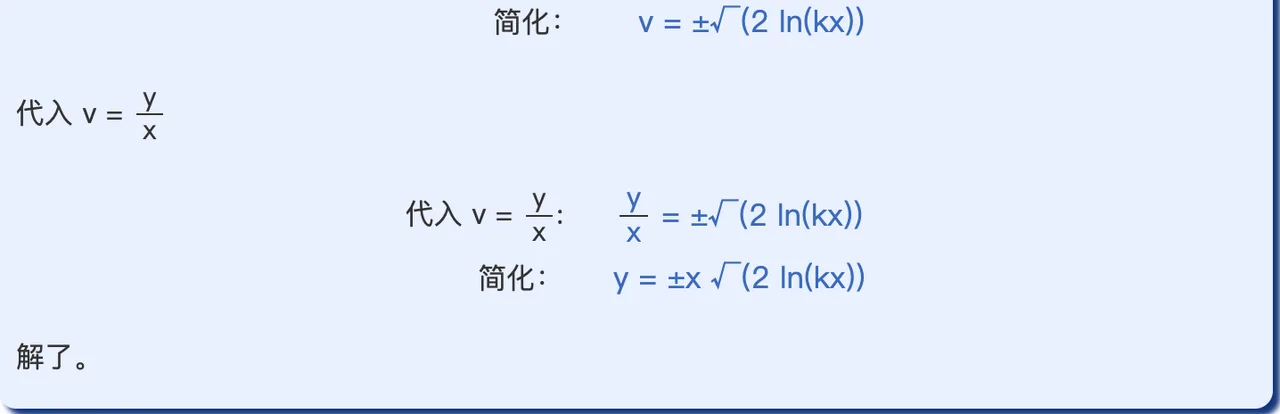 简化： v = ±√(2 ln(kx))
代入 v = y/x
代入 v = y/x： y/x = ±√(2 ln(kx))
简化： y = ±x √(2 ln(kx))
解了。